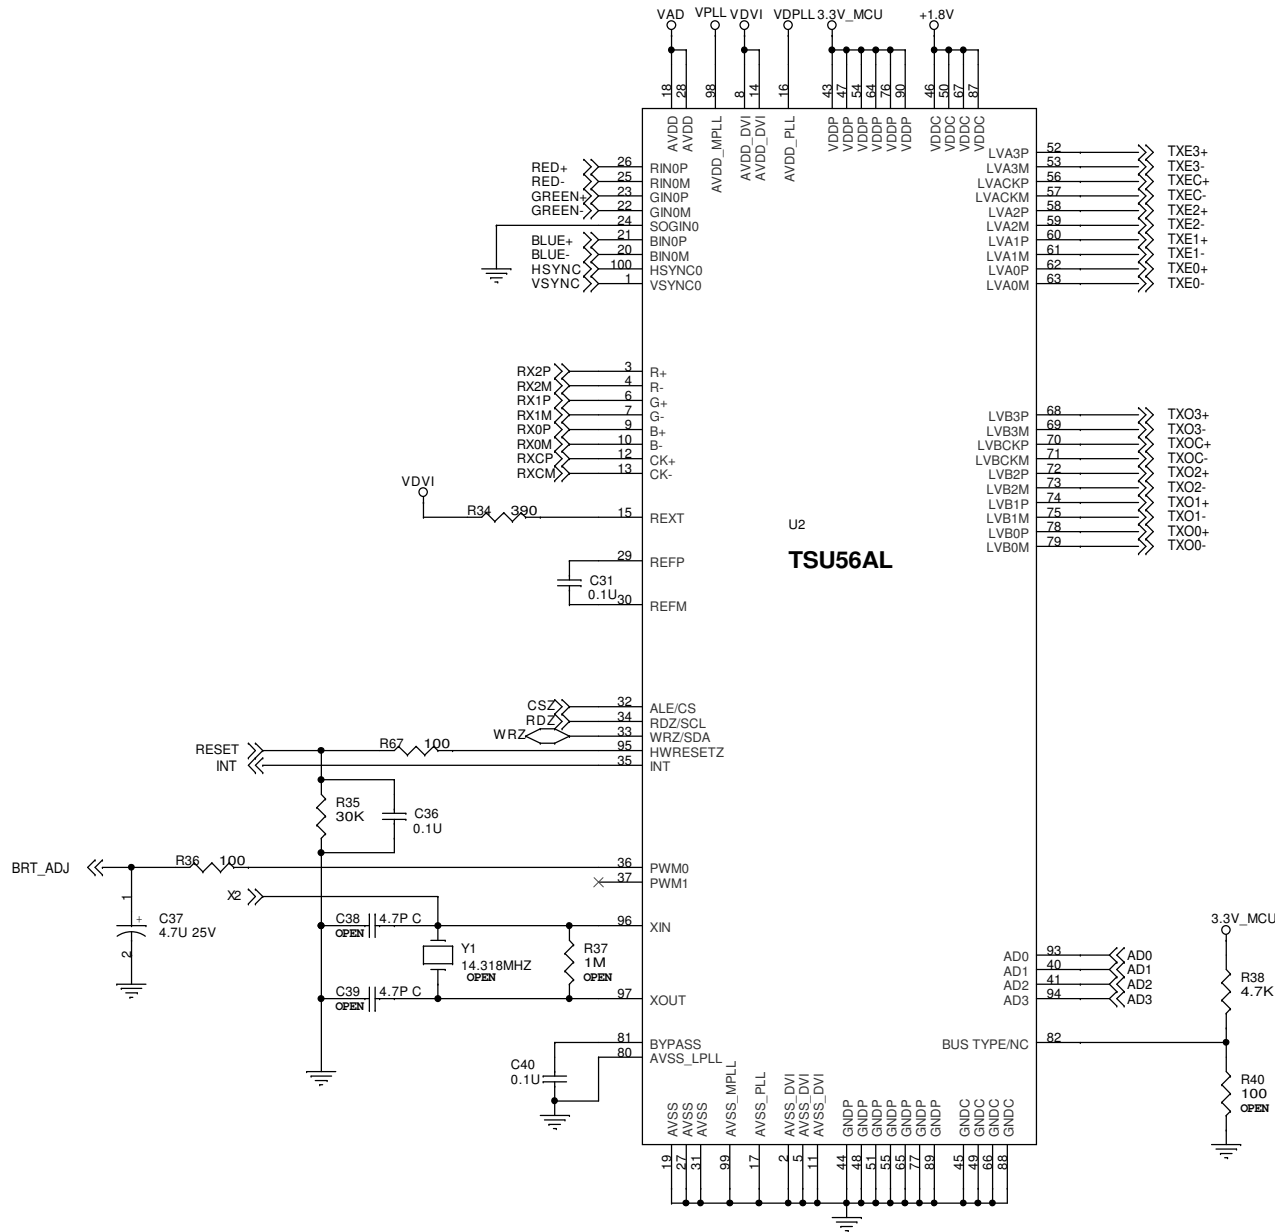 VAD VPLL VDVI VDPLL 3.3V_MCU +1.8V
18 28 98 8 14 16 43 47 54 64 76 90 46 50 67 87
AVDD AVDD AVDD_MPLL AVDD_DVI AVDD_DVI AVDD_PLL VDDP VDDP VDDP VDDP VDDP VDDP VDDC VDDC VDDC VDDC
RED+ 26 RIN0P
RED- 25 RIN0M
GREEN+ 23 GIN0P
GREEN- 22 GIN0M
24 SOGIN0
BLUE+ 21 BIN0P
BLUE- 20 BIN0M
HSYNC 100 HSYNC0
VSYNC 1 VSYNC0
LVA3P 52 TXE3+
LVA3M 53 TXE3-
LVACKP 56 TXEC+
LVACKM 57 TXEC-
LVA2P 58 TXE2+
LVA2M 59 TXE2-
LVA1P 60 TXE1+
LVA1M 61 TXE1-
LVA0P 62 TXE0+
LVA0M 63 TXE0-
RX2P 3 R+
RX2M 4 R-
RX1P 6 G+
RX1M 7 G-
RX0P 9 B+
RX0M 10 B-
RXCP 12 CK+
RXCM 13 CK-
LVB3P 68 TXO3+
LVB3M 69 TXO3-
LVBCKP 70 TXOC+
LVBCKM 71 TXOC-
LVB2P 72 TXO2+
LVB2M 73 TXO2-
LVB1P 74 TXO1+
LVB1M 75 TXO1-
LVB0P 78 TXO0+
LVB0M 79 TXO0-
VDVI
R34 390 15 REXT
U2
TSU56AL
29 REFP
C31
0.1U
30 REFM
CSZ 32 ALE/CS
RDZ 34 RDZ/SCL
WRZ 33 WRZ/SDA
RESET R67 100 95 HWRESETZ
INT 35 INT
R35
30K
C36
0.1U
BRT_ADJ R36 100 36 PWM0
37 PWM1
X2
1
C37
4.7U 25V
+
2
C38 4.7P C 96 XIN
OPEN
Y1
14.318MHZ
OPEN
R37
1M
OPEN
C39 4.7P C 97 XOUT
OPEN
3.3V_MCU
AD0 93 AD0
AD1 40 AD1
AD2 41 AD2
AD3 94 AD3
R38
4.7K
81 BYPASS
80 AVSS_LPLL
C40
0.1U
BUS TYPE/NC 82
R40
100
OPEN
AVSS AVSS AVSS AVSS_MPLL AVSS_PLL AVSS_DVI AVSS_DVI AVSS_DVI GNDP GNDP GNDP GNDP GNDP GNDP GNDP GNDC GNDC GNDC GNDC
19 27 31 99 17 2 5 11 44 48 51 55 65 77 89 45 49 66 88